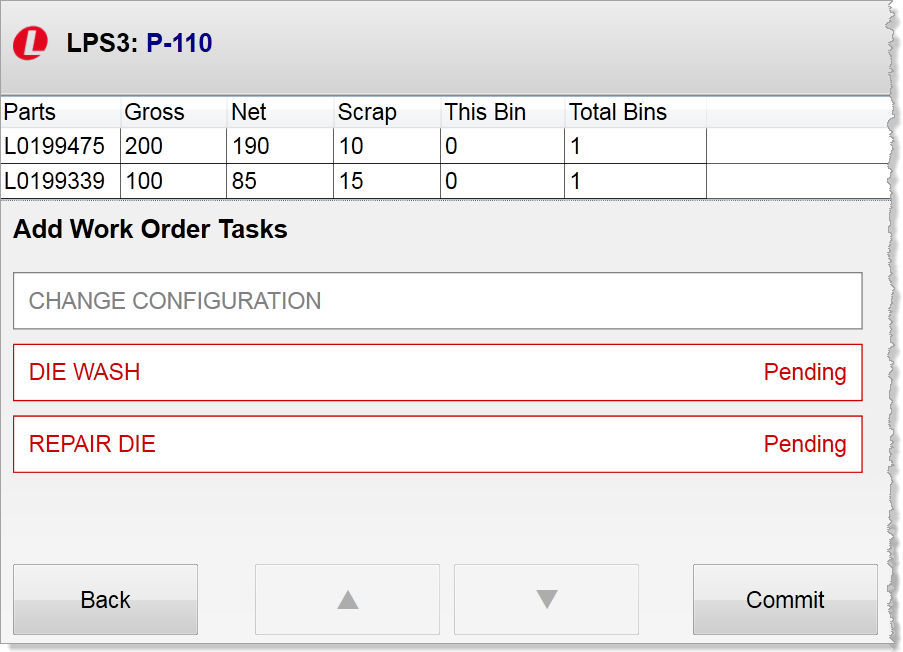 LPS3: P-110
Parts Gross Net Scrap This Bin Total Bins
L0199475 200 190 10 0 1
L0199339 100 85 15 0 1
Add Work Order Tasks
CHANGE CONFIGURATION
DIE WASH Pending
REPAIR DIE Pending
Back Commit